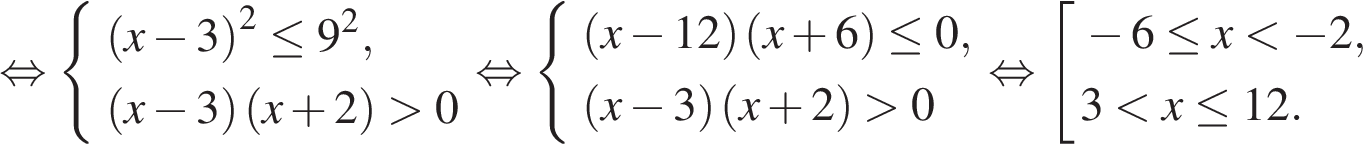 ⇔ { (x − 3)² ≤ 9², (x − 3)(x + 2) > 0 ⇔ { (x − 12)(x + 6) ≤ 0, (x − 3)(x + 2) > 0 ⇔ [ − 6 ≤ x < −2, 3 < x ≤ 12.